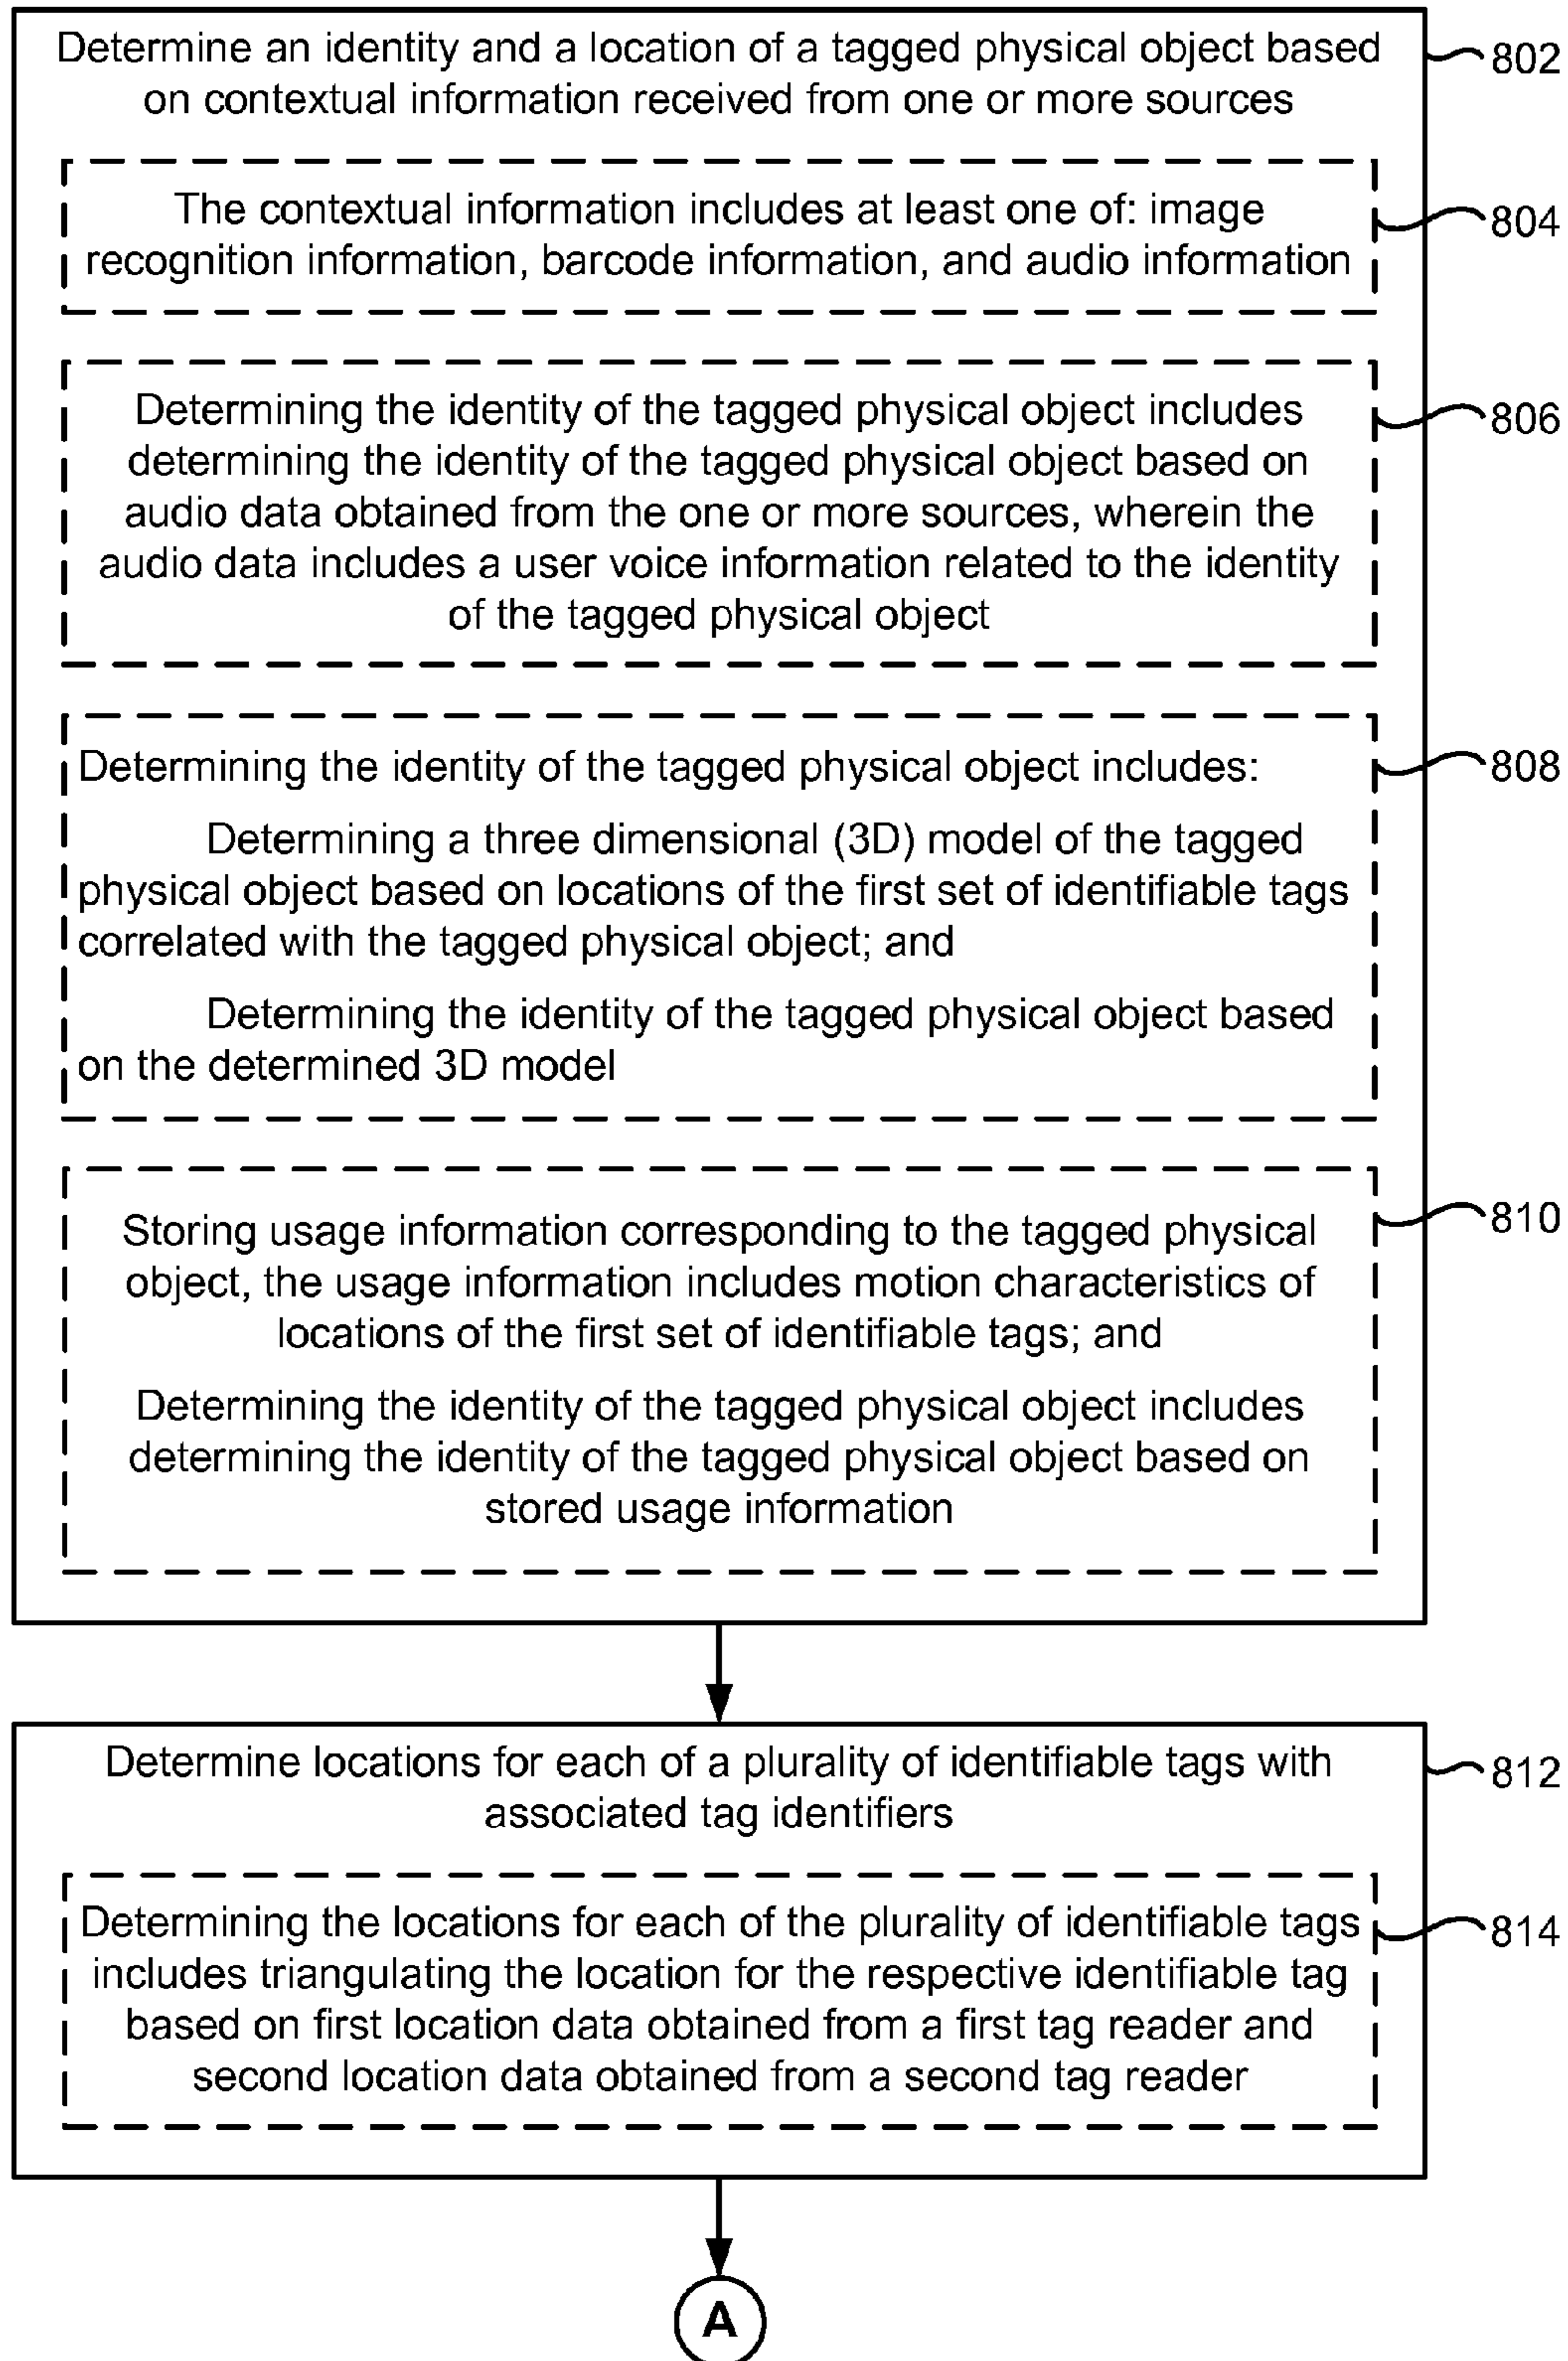 Determine an identity and a location of a tagged physical object based
on contextual information received from one or more sources
802
The contextual information includes at least one of: image
recognition information, barcode information, and audio information
804
Determining the identity of the tagged physical object includes
determining the identity of the tagged physical object based on
audio data obtained from the one or more sources, wherein the
audio data includes a user voice information related to the identity
of the tagged physical object
806
Determining the identity of the tagged physical object includes:
Determining a three dimensional (3D) model of the tagged
physical object based on locations of the first set of identifiable tags
correlated with the tagged physical object; and
Determining the identity of the tagged physical object based
on the determined 3D model
808
Storing usage information corresponding to the tagged physical
object, the usage information includes motion characteristics of
locations of the first set of identifiable tags; and
Determining the identity of the tagged physical object includes
determining the identity of the tagged physical object based on
stored usage information
810
Determine locations for each of a plurality of identifiable tags with
associated tag identifiers
812
Determining the locations for each of the plurality of identifiable tags
includes triangulating the location for the respective identifiable tag
based on first location data obtained from a first tag reader and
second location data obtained from a second tag reader
814
A